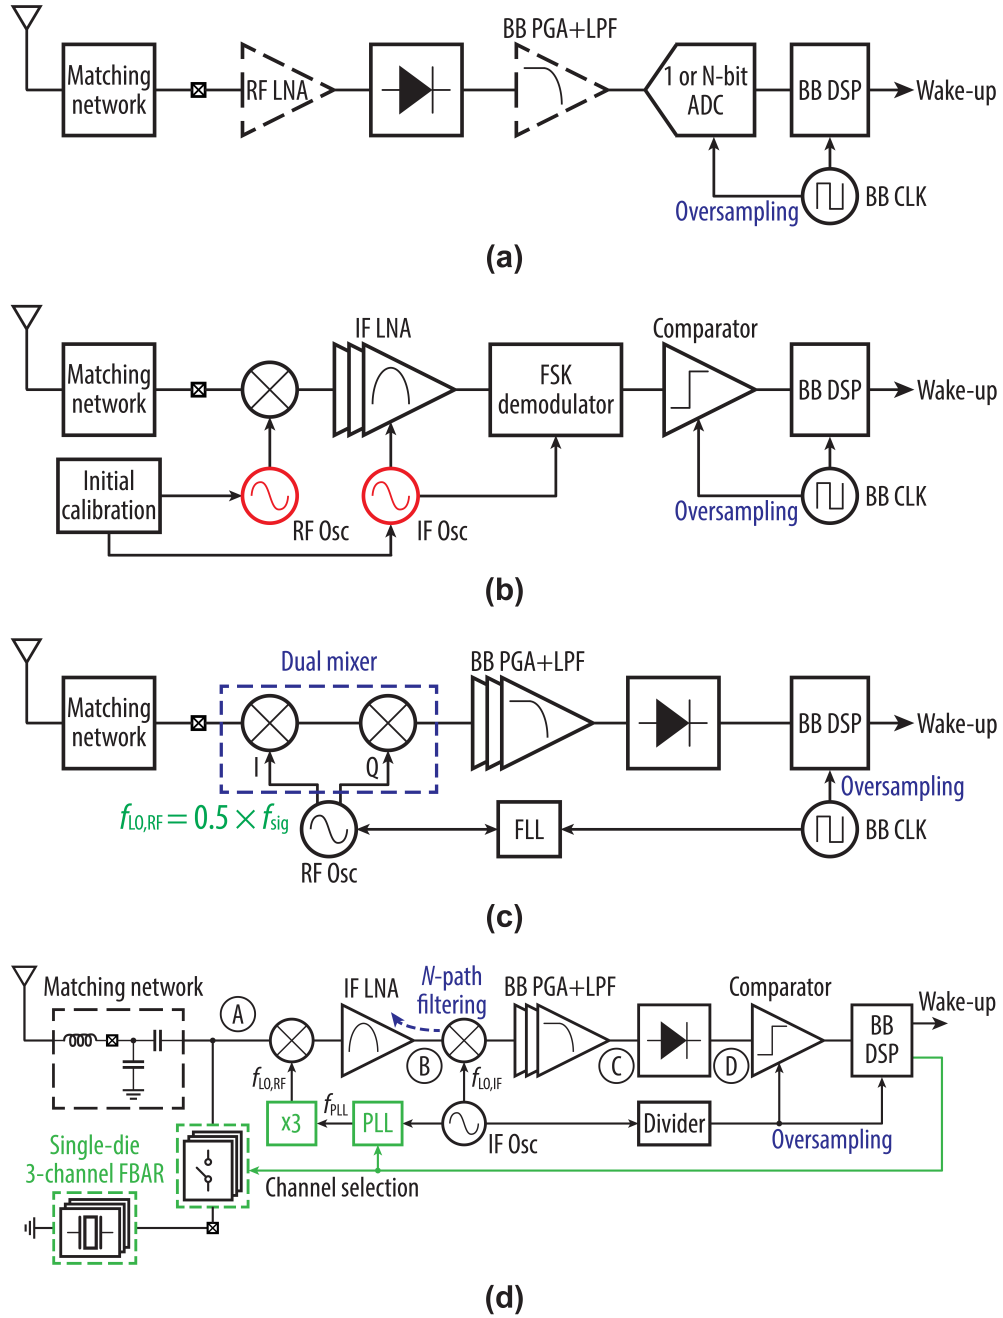 BB PGA+LPF
Matching
network
RF LNA
1 or N-bit
ADC
BB DSP
Wake-up
Oversampling
BB CLK
(a)
IF LNA
Comparator
Matching
network
FSK
demodulator
BB DSP
Wake-up
Initial
calibration
RF Osc
IF Osc
Oversampling
BB CLK
(b)
Dual mixer
BB PGA+LPF
Matching
network
BB DSP
Wake-up
I
Q
Oversampling
fLO,RF = 0.5 × fsig
FLL
BB CLK
RF Osc
(c)
Matching network
A
IF LNA
N-path
filtering
BB PGA+LPF
Comparator
Wake-up
BB
DSP
B
C
D
fLO,RF
fLO,IF
fPLL
x3
PLL
IF Osc
Divider
Oversampling
Single-die
3-channel FBAR
Channel selection
(d)